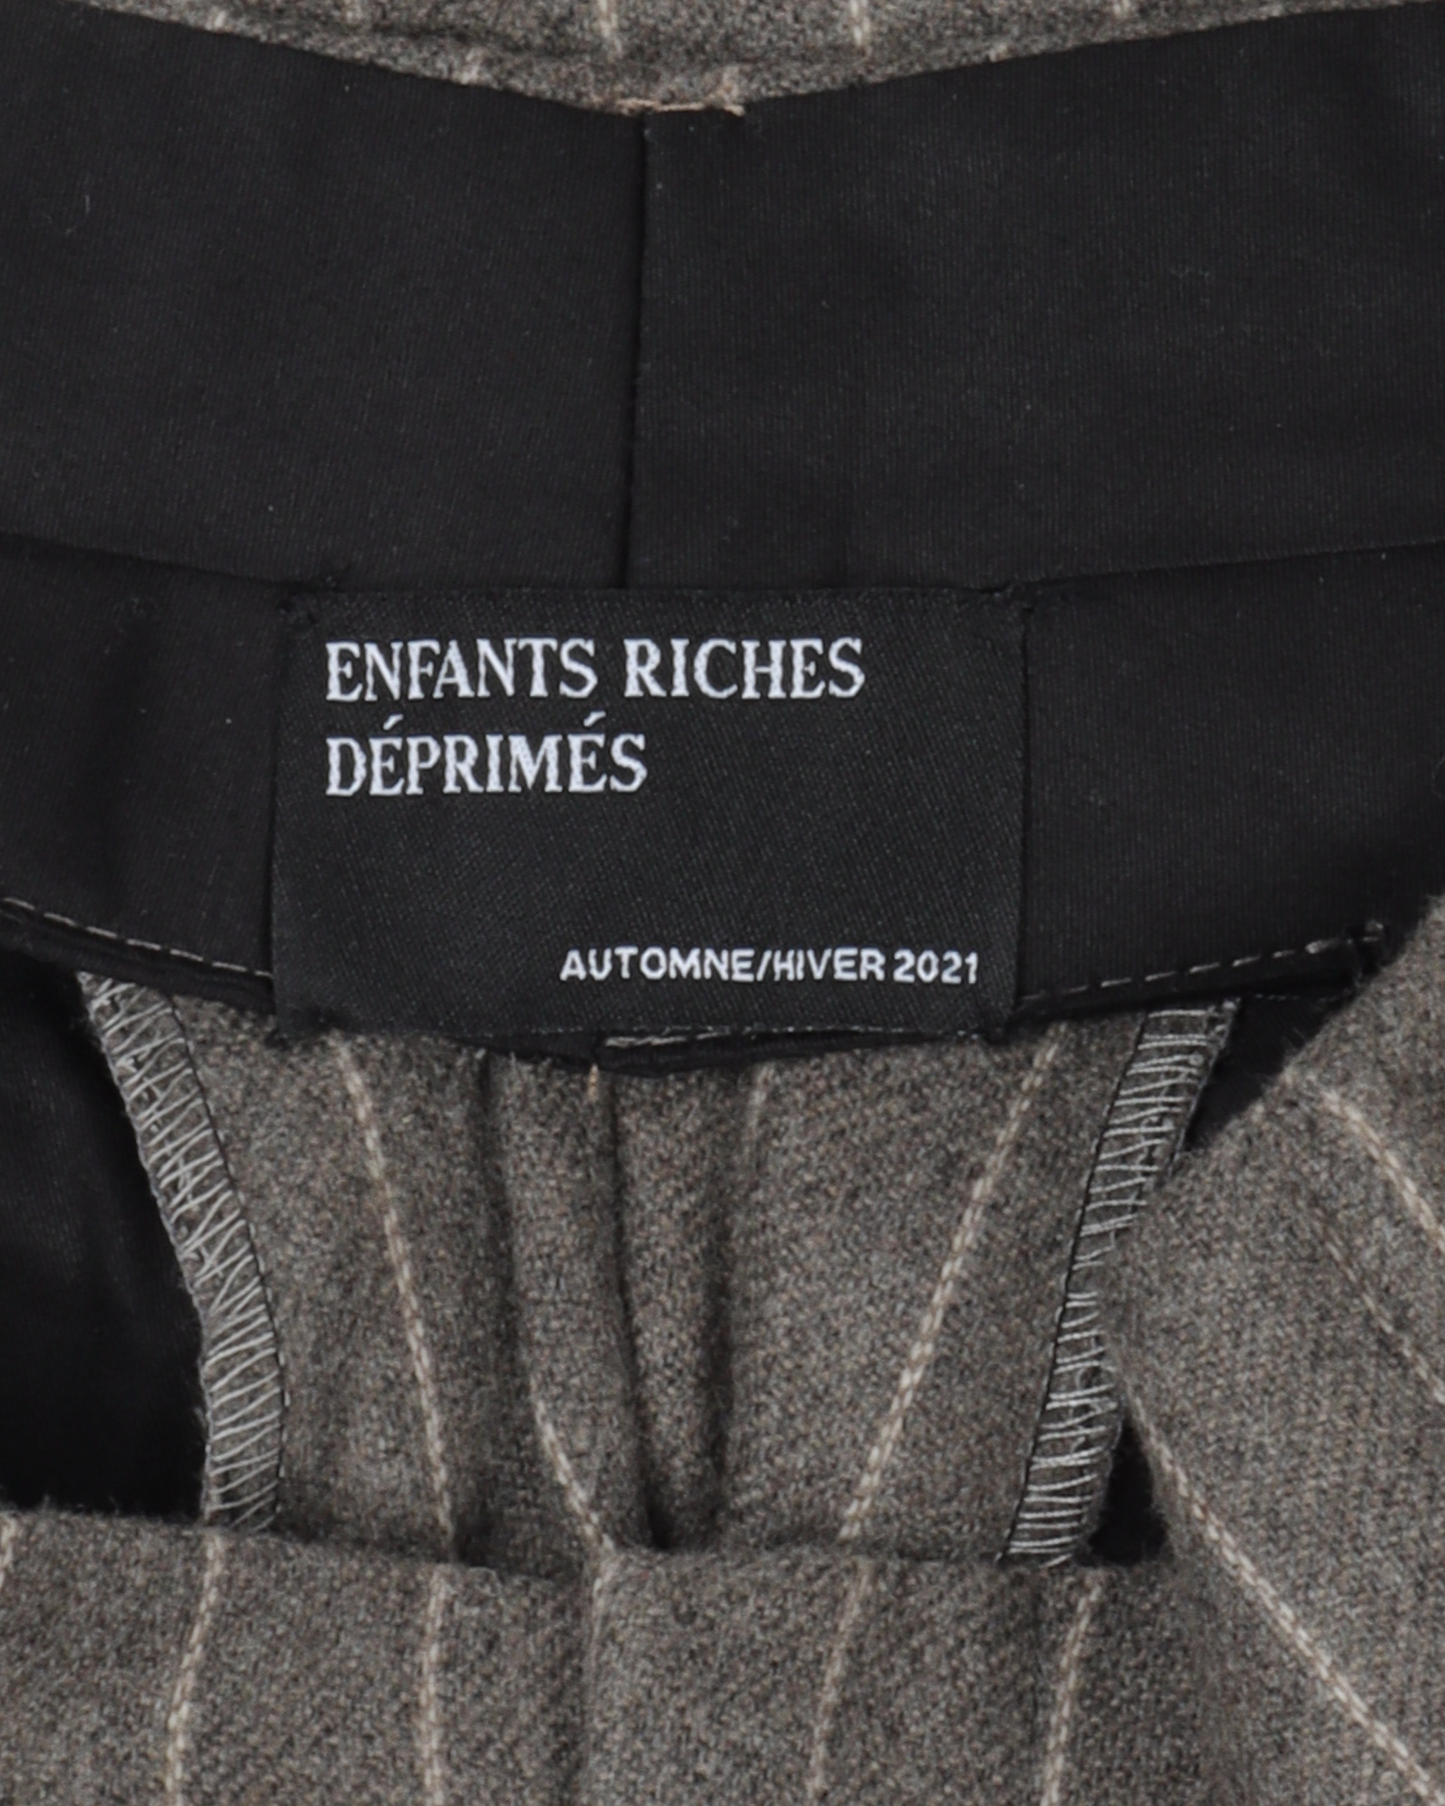 ENFANTS RICHES
DÉPRIMÉS
AUTOMNE/HIVER 2021